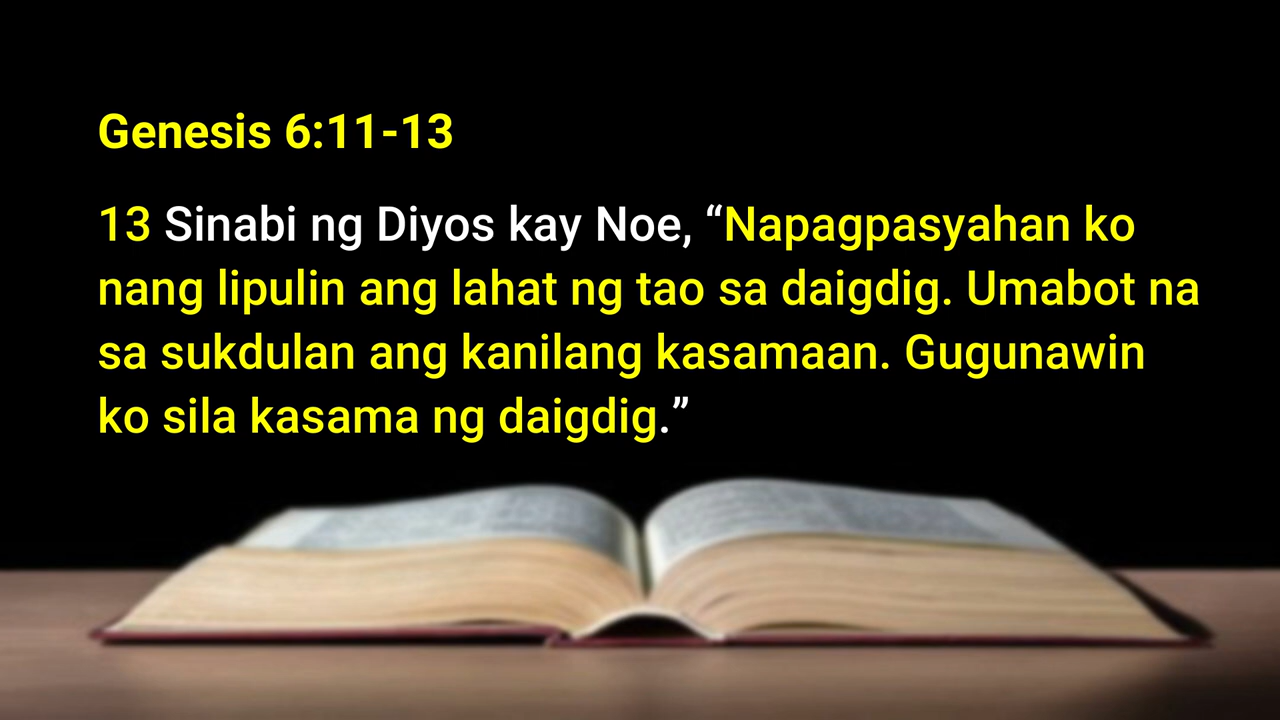 Genesis 6:11-13
13 Sinabi ng Diyos kay Noe, “Napagpasyahan ko
nang lipulin ang lahat ng tao sa daigdig. Umabot na
sa sukdulan ang kanilang kasamaan. Gugunawin
ko sila kasama ng daigdig.”